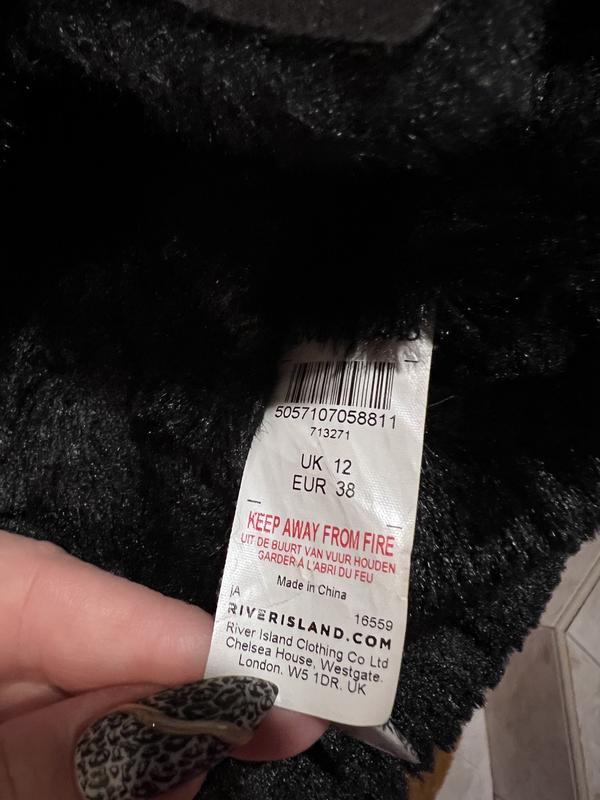 5057107058811
713271
UK 12
EUR 38
KEEP AWAY FROM FIRE
UIT DE BUURT VAN VUUR HOUDEN
GARDER À L'ABRI DU FEU
Made in China
IA 16559
RIVERISLAND.COM
River Island Clothing Co Ltd
Chelsea House, Westgate.
London. W5 1DR. UK